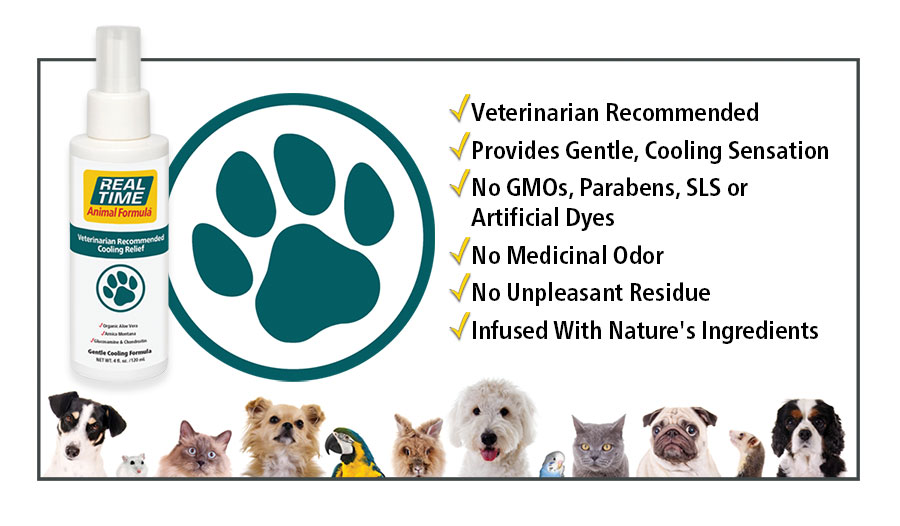 REAL
TIME
Animal Formula
Veterinarian Recommended
Cooling Relief
✓Organic Aloe Vera
✓Arnica Montana
✓Glucosamine & Chondroitin
Gentle Cooling Formula
NET WT. 4 fl. oz. /120 mL
✓Veterinarian Recommended
✓Provides Gentle, Cooling Sensation
✓No GMOs, Parabens, SLS or
Artificial Dyes
✓No Medicinal Odor
✓No Unpleasant Residue
✓Infused With Nature's Ingredients